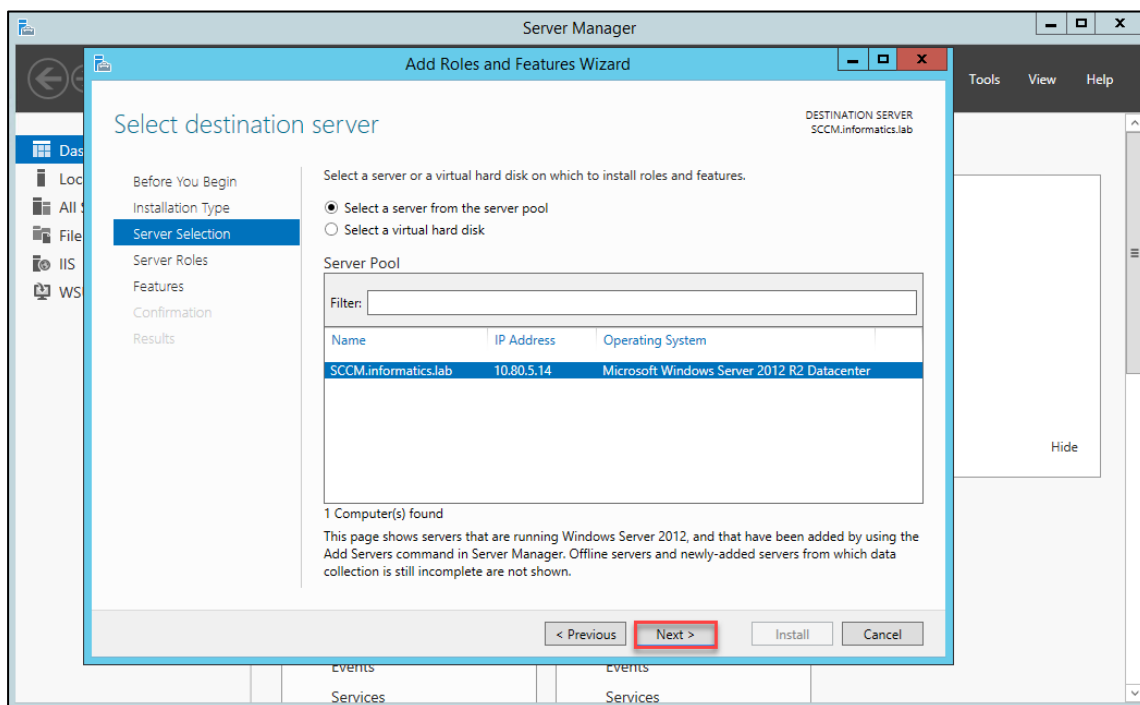 Server Manager
Add Roles and Features Wizard
Tools View Help
Select destination server
DESTINATION SERVER
SCCM.informatics.lab
Das
Loc
All
File
IIS
WS
Before You Begin
Installation Type
Server Selection
Server Roles
Features
Confirmation
Results
Select a server or a virtual hard disk on which to install roles and features.
Select a server from the server pool
Select a virtual hard disk
Server Pool
Filter:
Name IP Address Operating System
SCCM.informatics.lab 10.80.5.14 Microsoft Windows Server 2012 R2 Datacenter
1 Computer(s) found
This page shows servers that are running Windows Server 2012, and that have been added by using the
Add Servers command in Server Manager. Offline servers and newly-added servers from which data
collection is still incomplete are not shown.
Hide
< Previous Next > Install Cancel
Events Events
Services Services